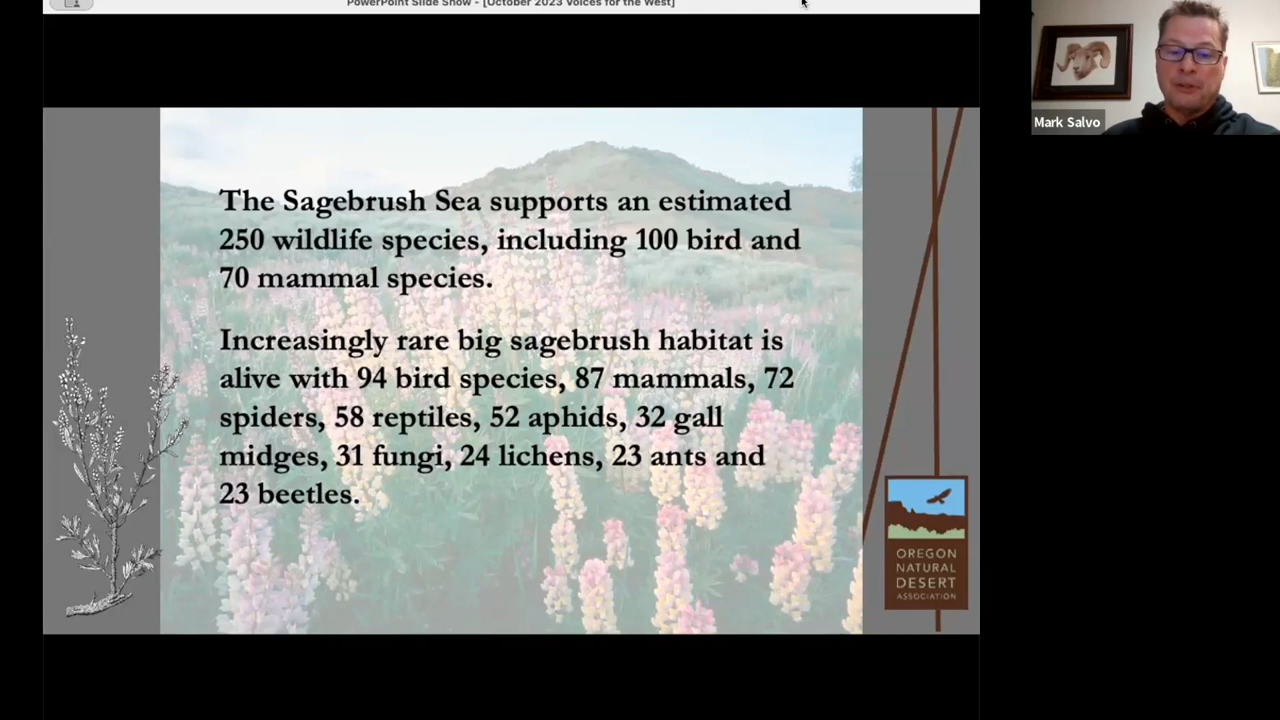 PowerPoint Slide Show - [October 2023 Voices for the West]
Mark Salvo
The Sagebrush Sea supports an estimated
250 wildlife species, including 100 bird and
70 mammal species.
Increasingly rare big sagebrush habitat is
alive with 94 bird species, 87 mammals, 72
spiders, 58 reptiles, 52 aphids, 32 gall
midges, 31 fungi, 24 lichens, 23 ants and
23 beetles.
OREGON
NATURAL
DESERT
ASSOCIATION